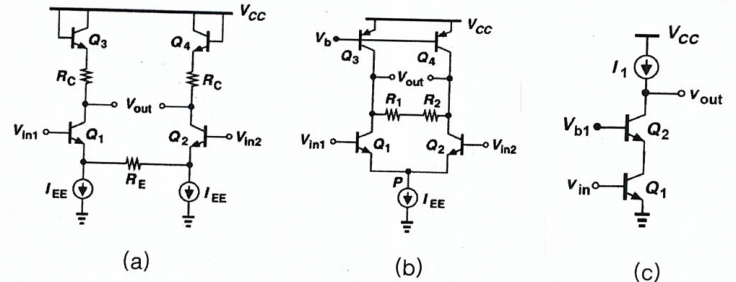 V_CC
Q_3
Q_4
R_C
R_C
V_out
V_in1
Q_1
Q_2
V_in2
R_E
I_EE
I_EE
(a)
V_b
V_CC
Q_3
Q_4
V_out
R_1
R_2
V_in1
Q_1
Q_2
V_in2
P
I_EE
(b)
V_CC
I_1
v_out
V_b1
Q_2
v_in
Q_1
(c)